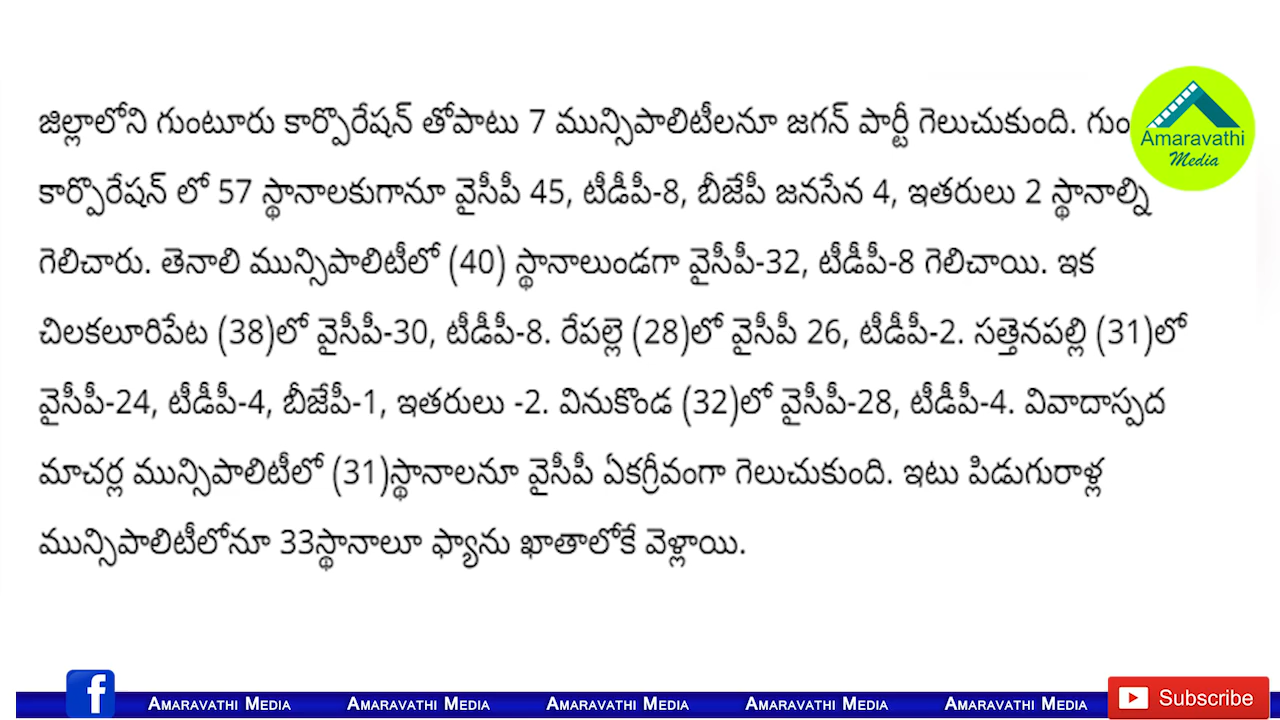 జిల్లాలోని గుంటూరు కార్పొరేషన్ తోపాటు 7 మున్సిపాలిటీలనూ జగన్ పార్టీ గెలుచుకుంది.
కార్పొరేషన్ లో 57 స్థానాలకుగానూ వైసీపీ 45, టీడీపీ-8, బీజేపీ జనసేన 4, ఇతరులు 2 స్థానాల్ని
గెలిచారు. తెనాలి మున్సిపాలిటీలో (40) స్థానాలుండగా వైసీపీ-32, టీడీపీ-8 గెలిచాయి. ఇక
చిలకలూరిపేట (38)లో వైసీపీ-30, టీడీపీ-8. రేపల్లె (28)లో వైసీపీ 26, టీడీపీ-2. సత్తెనపల్లి (31)లో
వైసీపీ-24, టీడీపీ-4, బీజేపీ-1, ఇతరులు -2. వినుకొండ (32)లో వైసీపీ-28, టీడీపీ-4. వివాదాస్పద
మాచర్ల మున్సిపాలిటీలో (31)స్థానాలనూ వైసీపీ ఏకగ్రీవంగా గెలుచుకుంది. ఇటు పిడుగురాళ్ల
మున్సిపాలిటీలోనూ 33స్థానాలూ ఫ్యాను ఖాతాలోకే వెళ్లాయి.
Amaravathi
Media
f AMARAVATHI MEDIA AMARAVATHI MEDIA AMARAVATHI MEDIA AMARAVATHI MEDIA AMARAVATHI MEDIA Subscribe